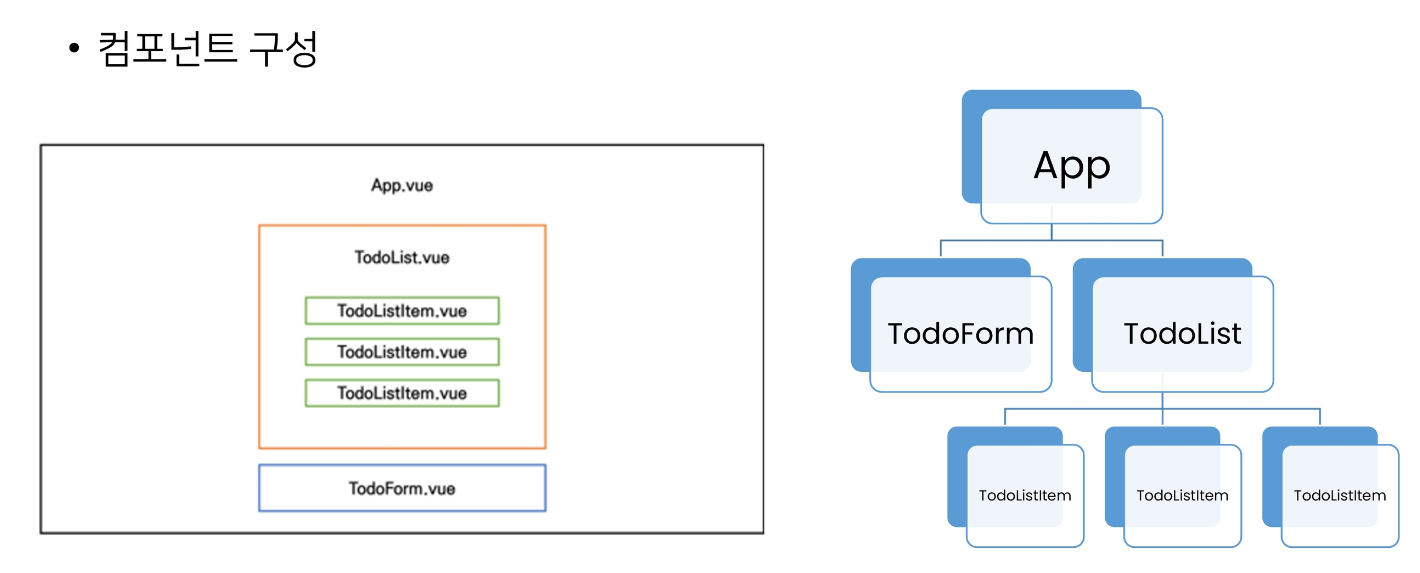 • 컴포넌트 구성
App.vue
TodoList.vue
TodoListItem.vue
TodoListItem.vue
TodoListItem.vue
TodoForm.vue
App
TodoForm
TodoList
TodoListItem
TodoListItem
TodoListItem